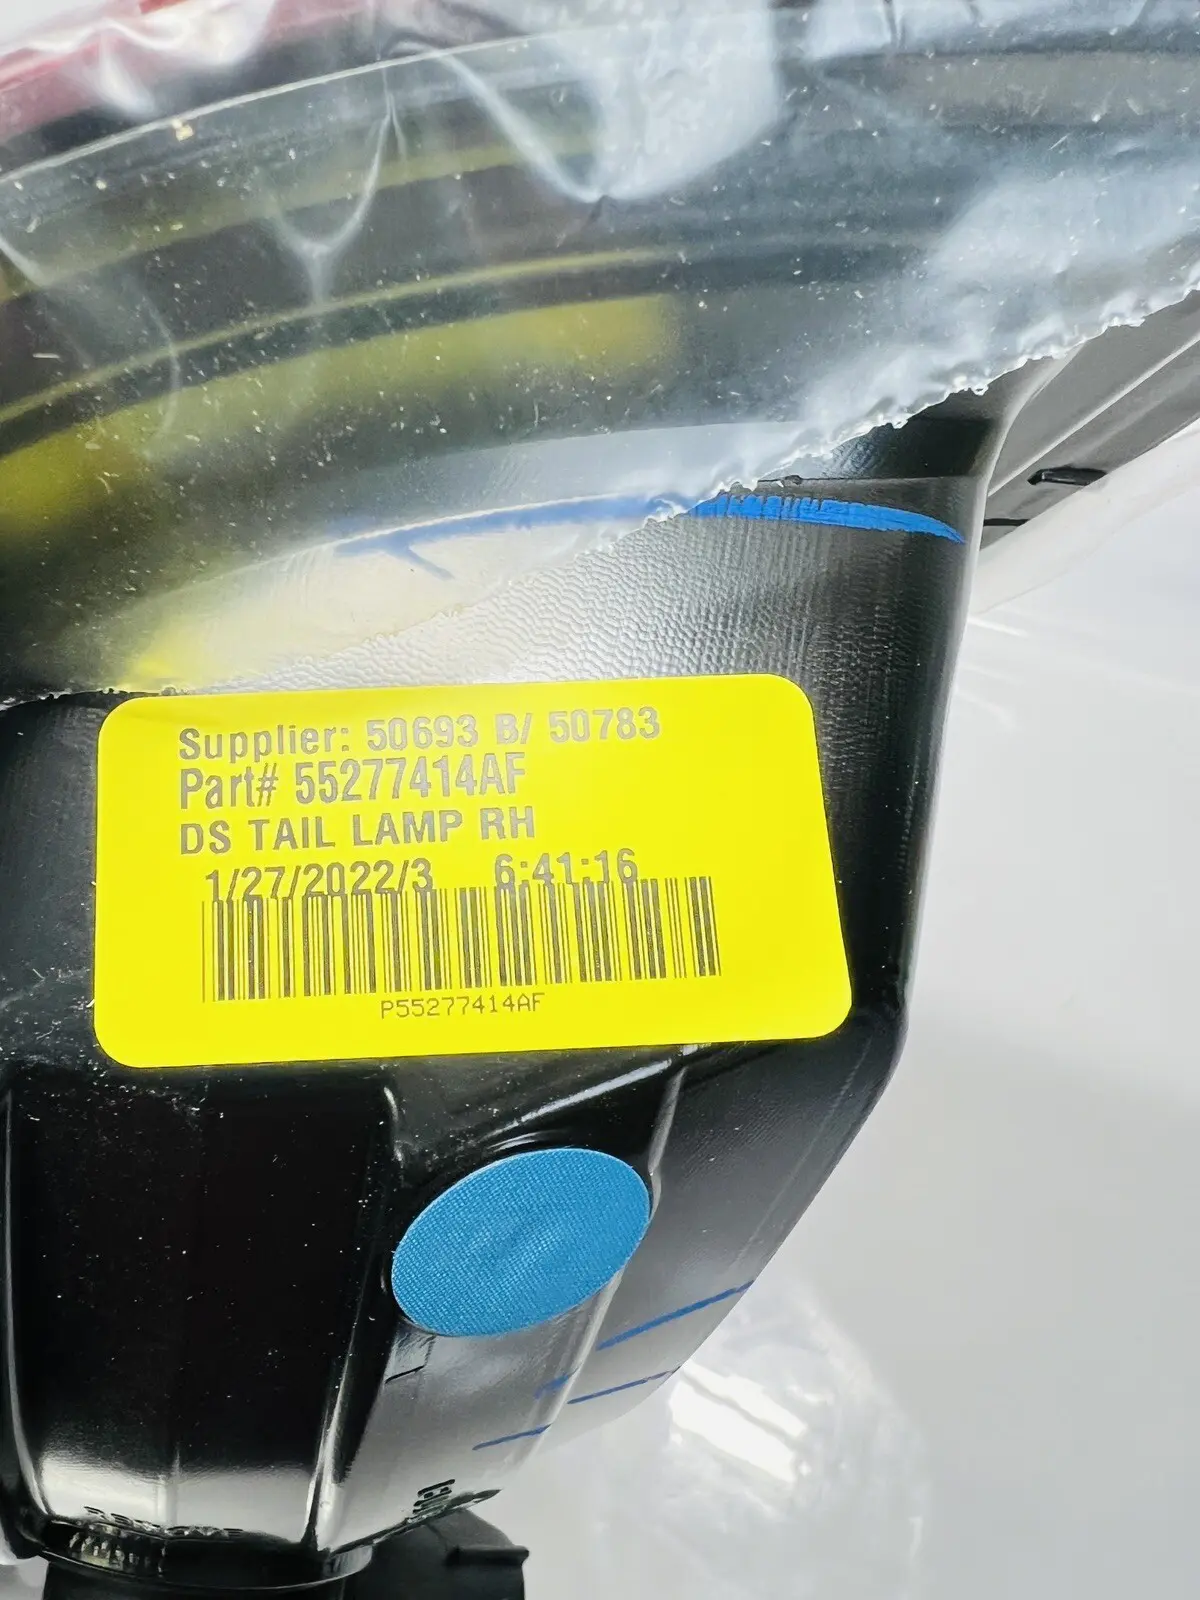 Supplier: 50693 B/ 50783
Part# 55277414AF
DS TAIL LAMP RH
1/27/2022/3 6:41:16
P55277414AF